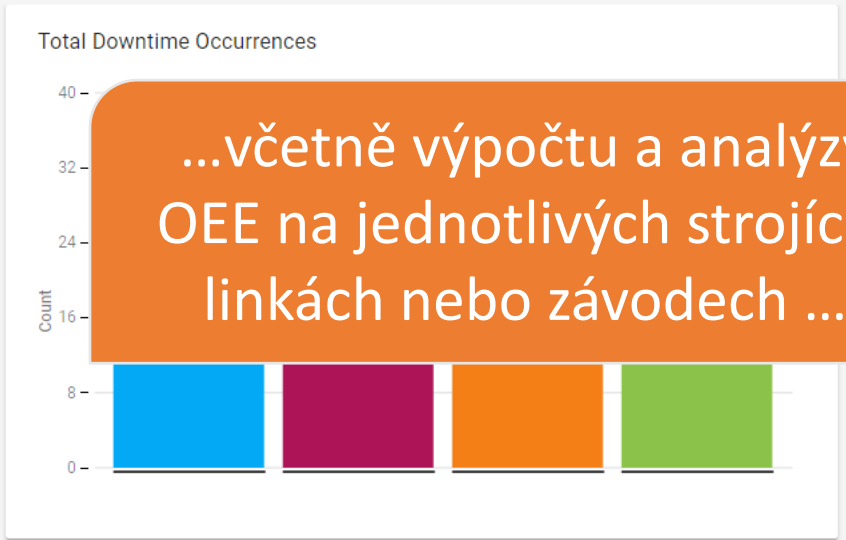 Total Downtime Occurrences
40
32
24
Count
16
8
0
...včetně výpočtu a analýzy
OEE na jednotlivých strojíc
linkách nebo závodech ...